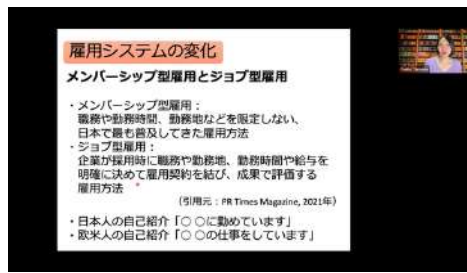 雇用システムの変化
メンバーシップ型雇用とジョブ型雇用
・メンバーシップ型雇用：
職務や勤務時間、勤務地などを限定しない、
日本で最も普及してきた雇用方法
・ジョブ型雇用：
企業が採用時に職務や勤務地、勤務時間や給与を
明確に決めて雇用契約を結び、成果で評価する
雇用方法
（引用元：PR Times Magazine, 2021年）
・日本人の自己紹介「〇〇に勤めています」
・欧米人の自己紹介「〇〇の仕事をしています」